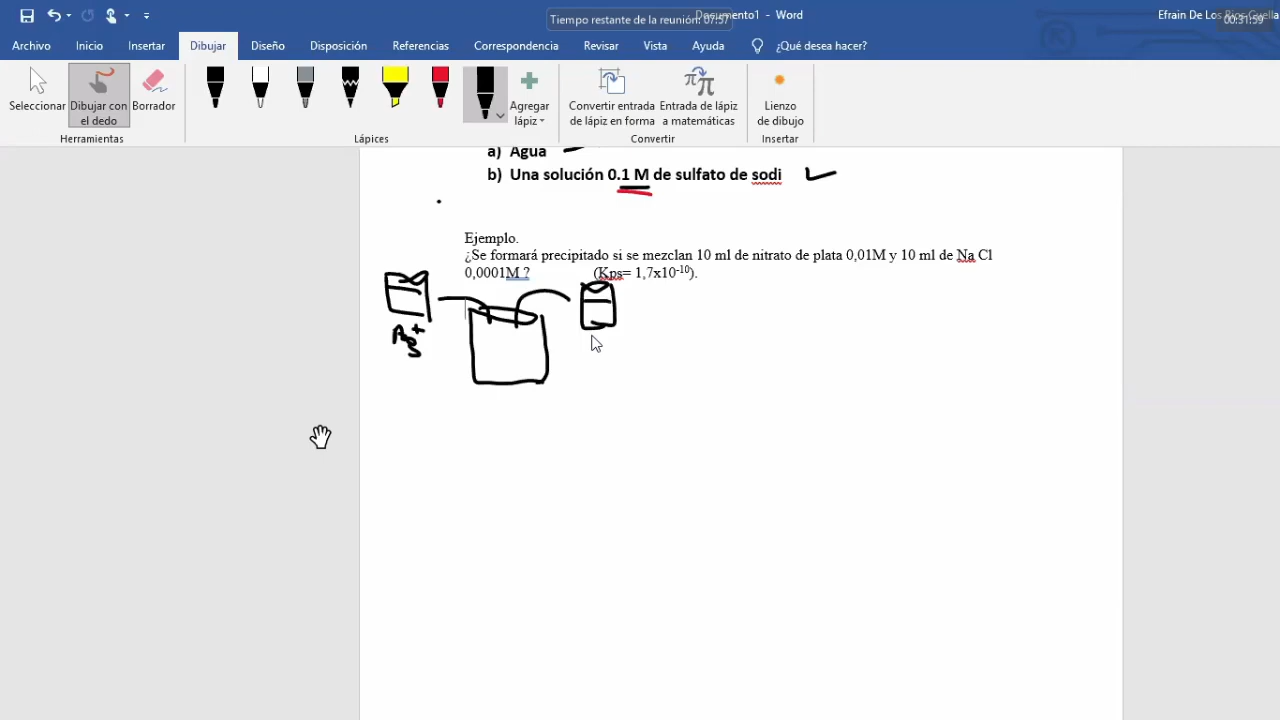 Tiempo restante de la reunión: 07:57
Documento1 - Word
Efrain De Los Rios Cuella
00:31:59
Archivo Inicio Insertar Dibujar Diseño Disposición Referencias Correspondencia Revisar Vista Ayuda ¿Qué desea hacer?
Seleccionar
Dibujar con el dedo
Borrador
Agregar lápiz
Convertir entrada de lápiz en forma
Entrada de lápiz a matemáticas
Lienzo de dibujo
Herramientas Lápices Convertir Insertar
a) Agua
b) Una solución 0.1 M de sulfato de sodi
Ejemplo.
¿Se formará precipitado si se mezclan 10 ml de nitrato de plata 0,01M y 10 ml de Na Cl
0,0001M ? (Kps= 1,7x10⁻¹⁰).
Ag+